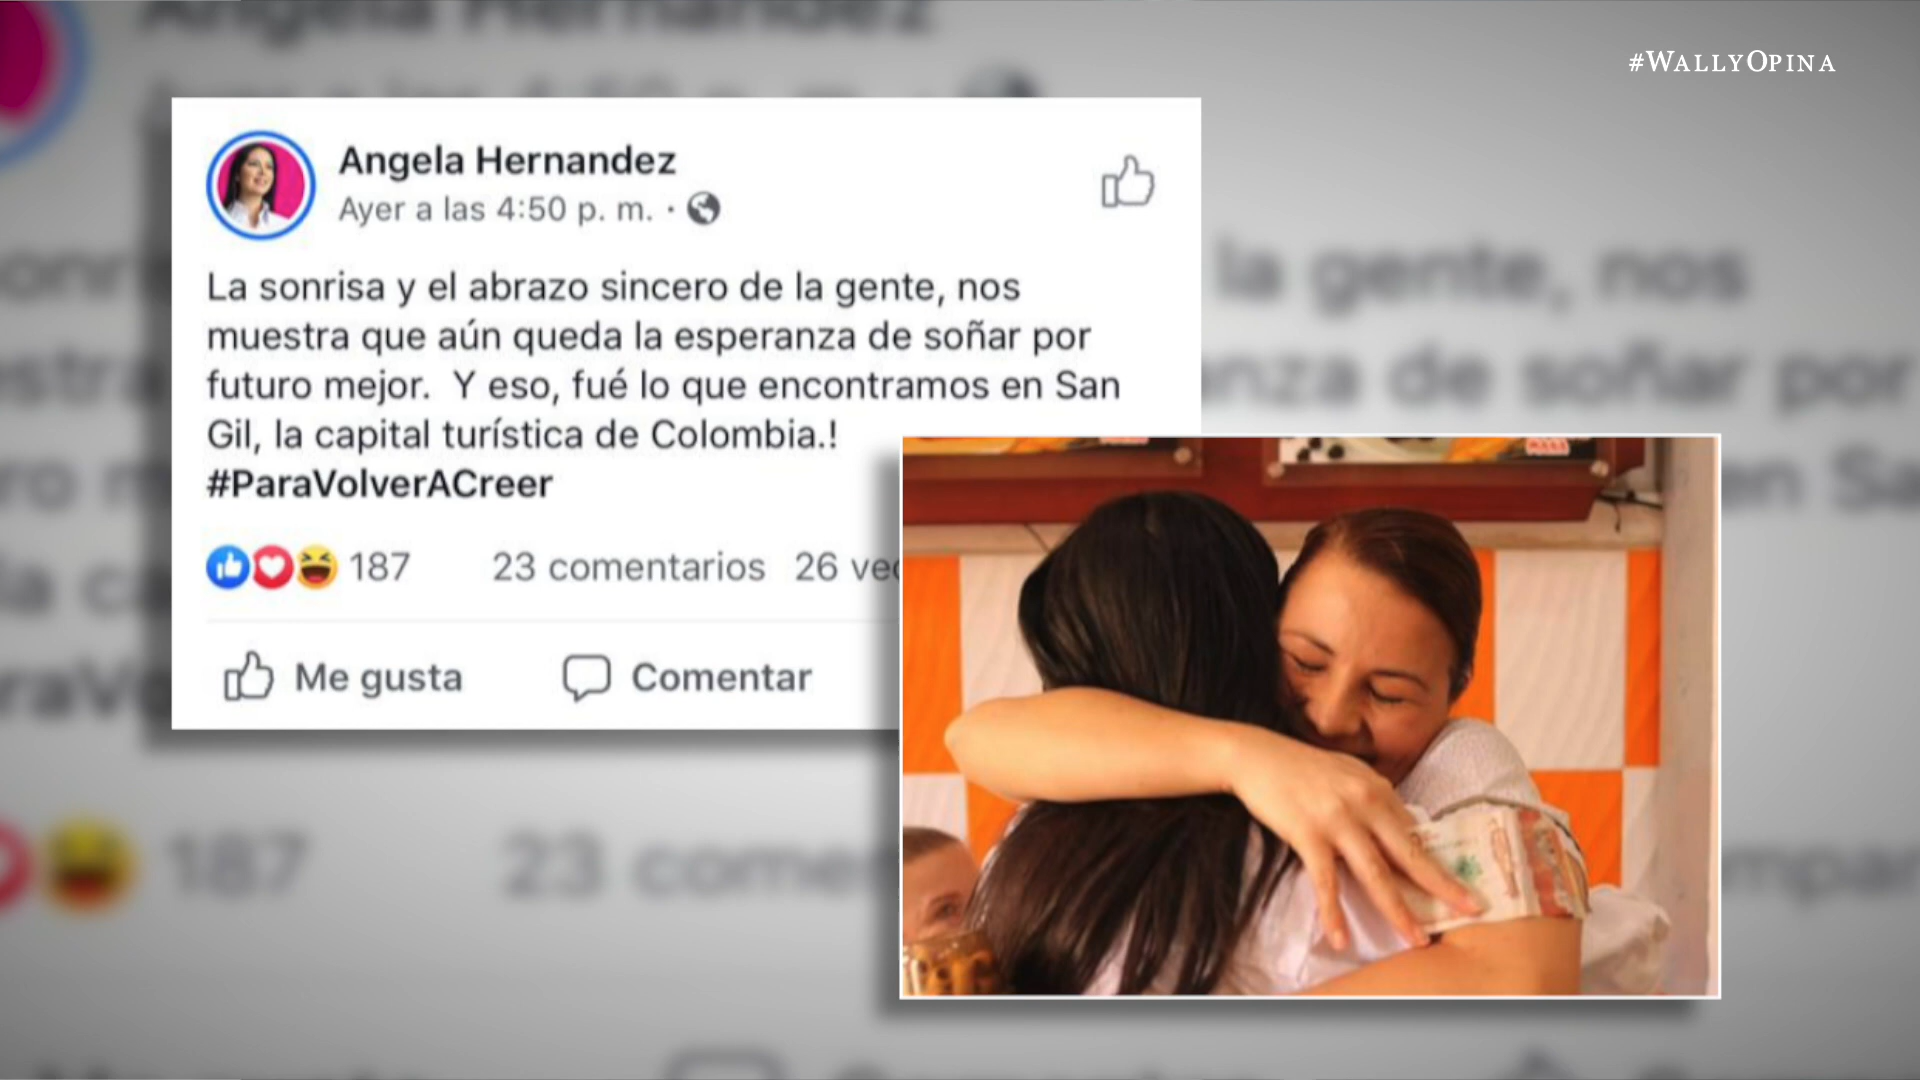 #WALLYOPINA
Angela Hernandez
Ayer a las 4:50 p. m. ·
La sonrisa y el abrazo sincero de la gente, nos
muestra que aún queda la esperanza de soñar por
futuro mejor.  Y eso, fué lo que encontramos en San
Gil, la capital turística de Colombia.!
#ParaVolverACreer
187 23 comentarios 26
Me gusta Comentar